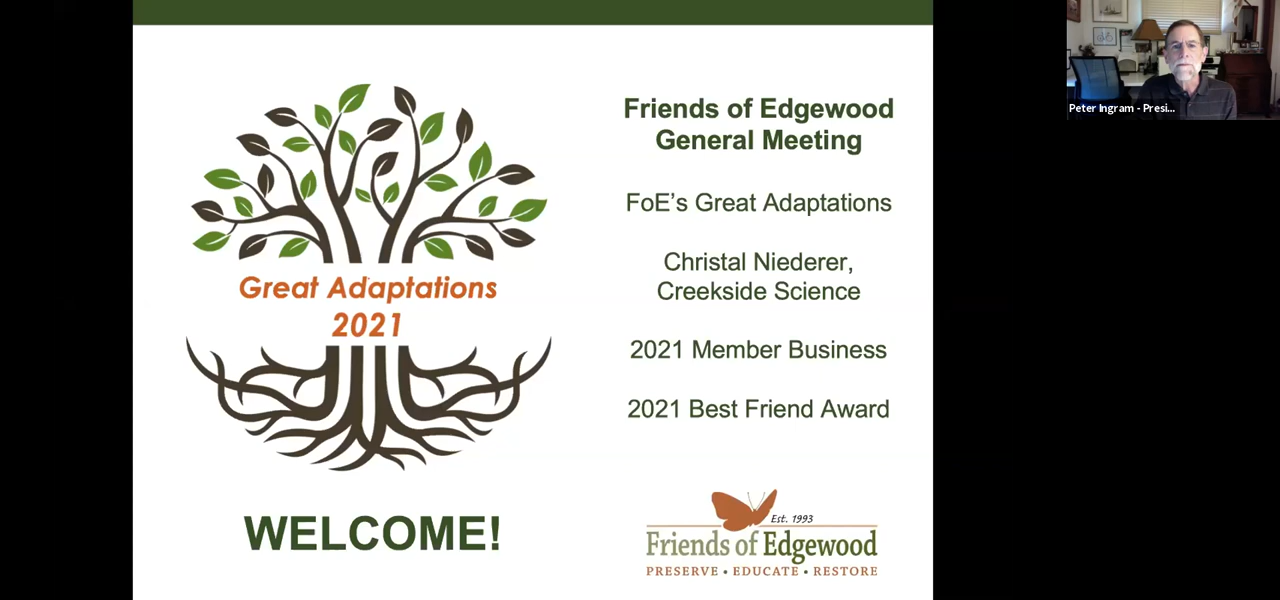 Great Adaptations
2021
WELCOME!
Friends of Edgewood
General Meeting
FoE's Great Adaptations
Christal Niederer,
Creekside Science
2021 Member Business
2021 Best Friend Award
Est. 1993
Friends of Edgewood
PRESERVE • EDUCATE • RESTORE
Peter Ingram - Presi...